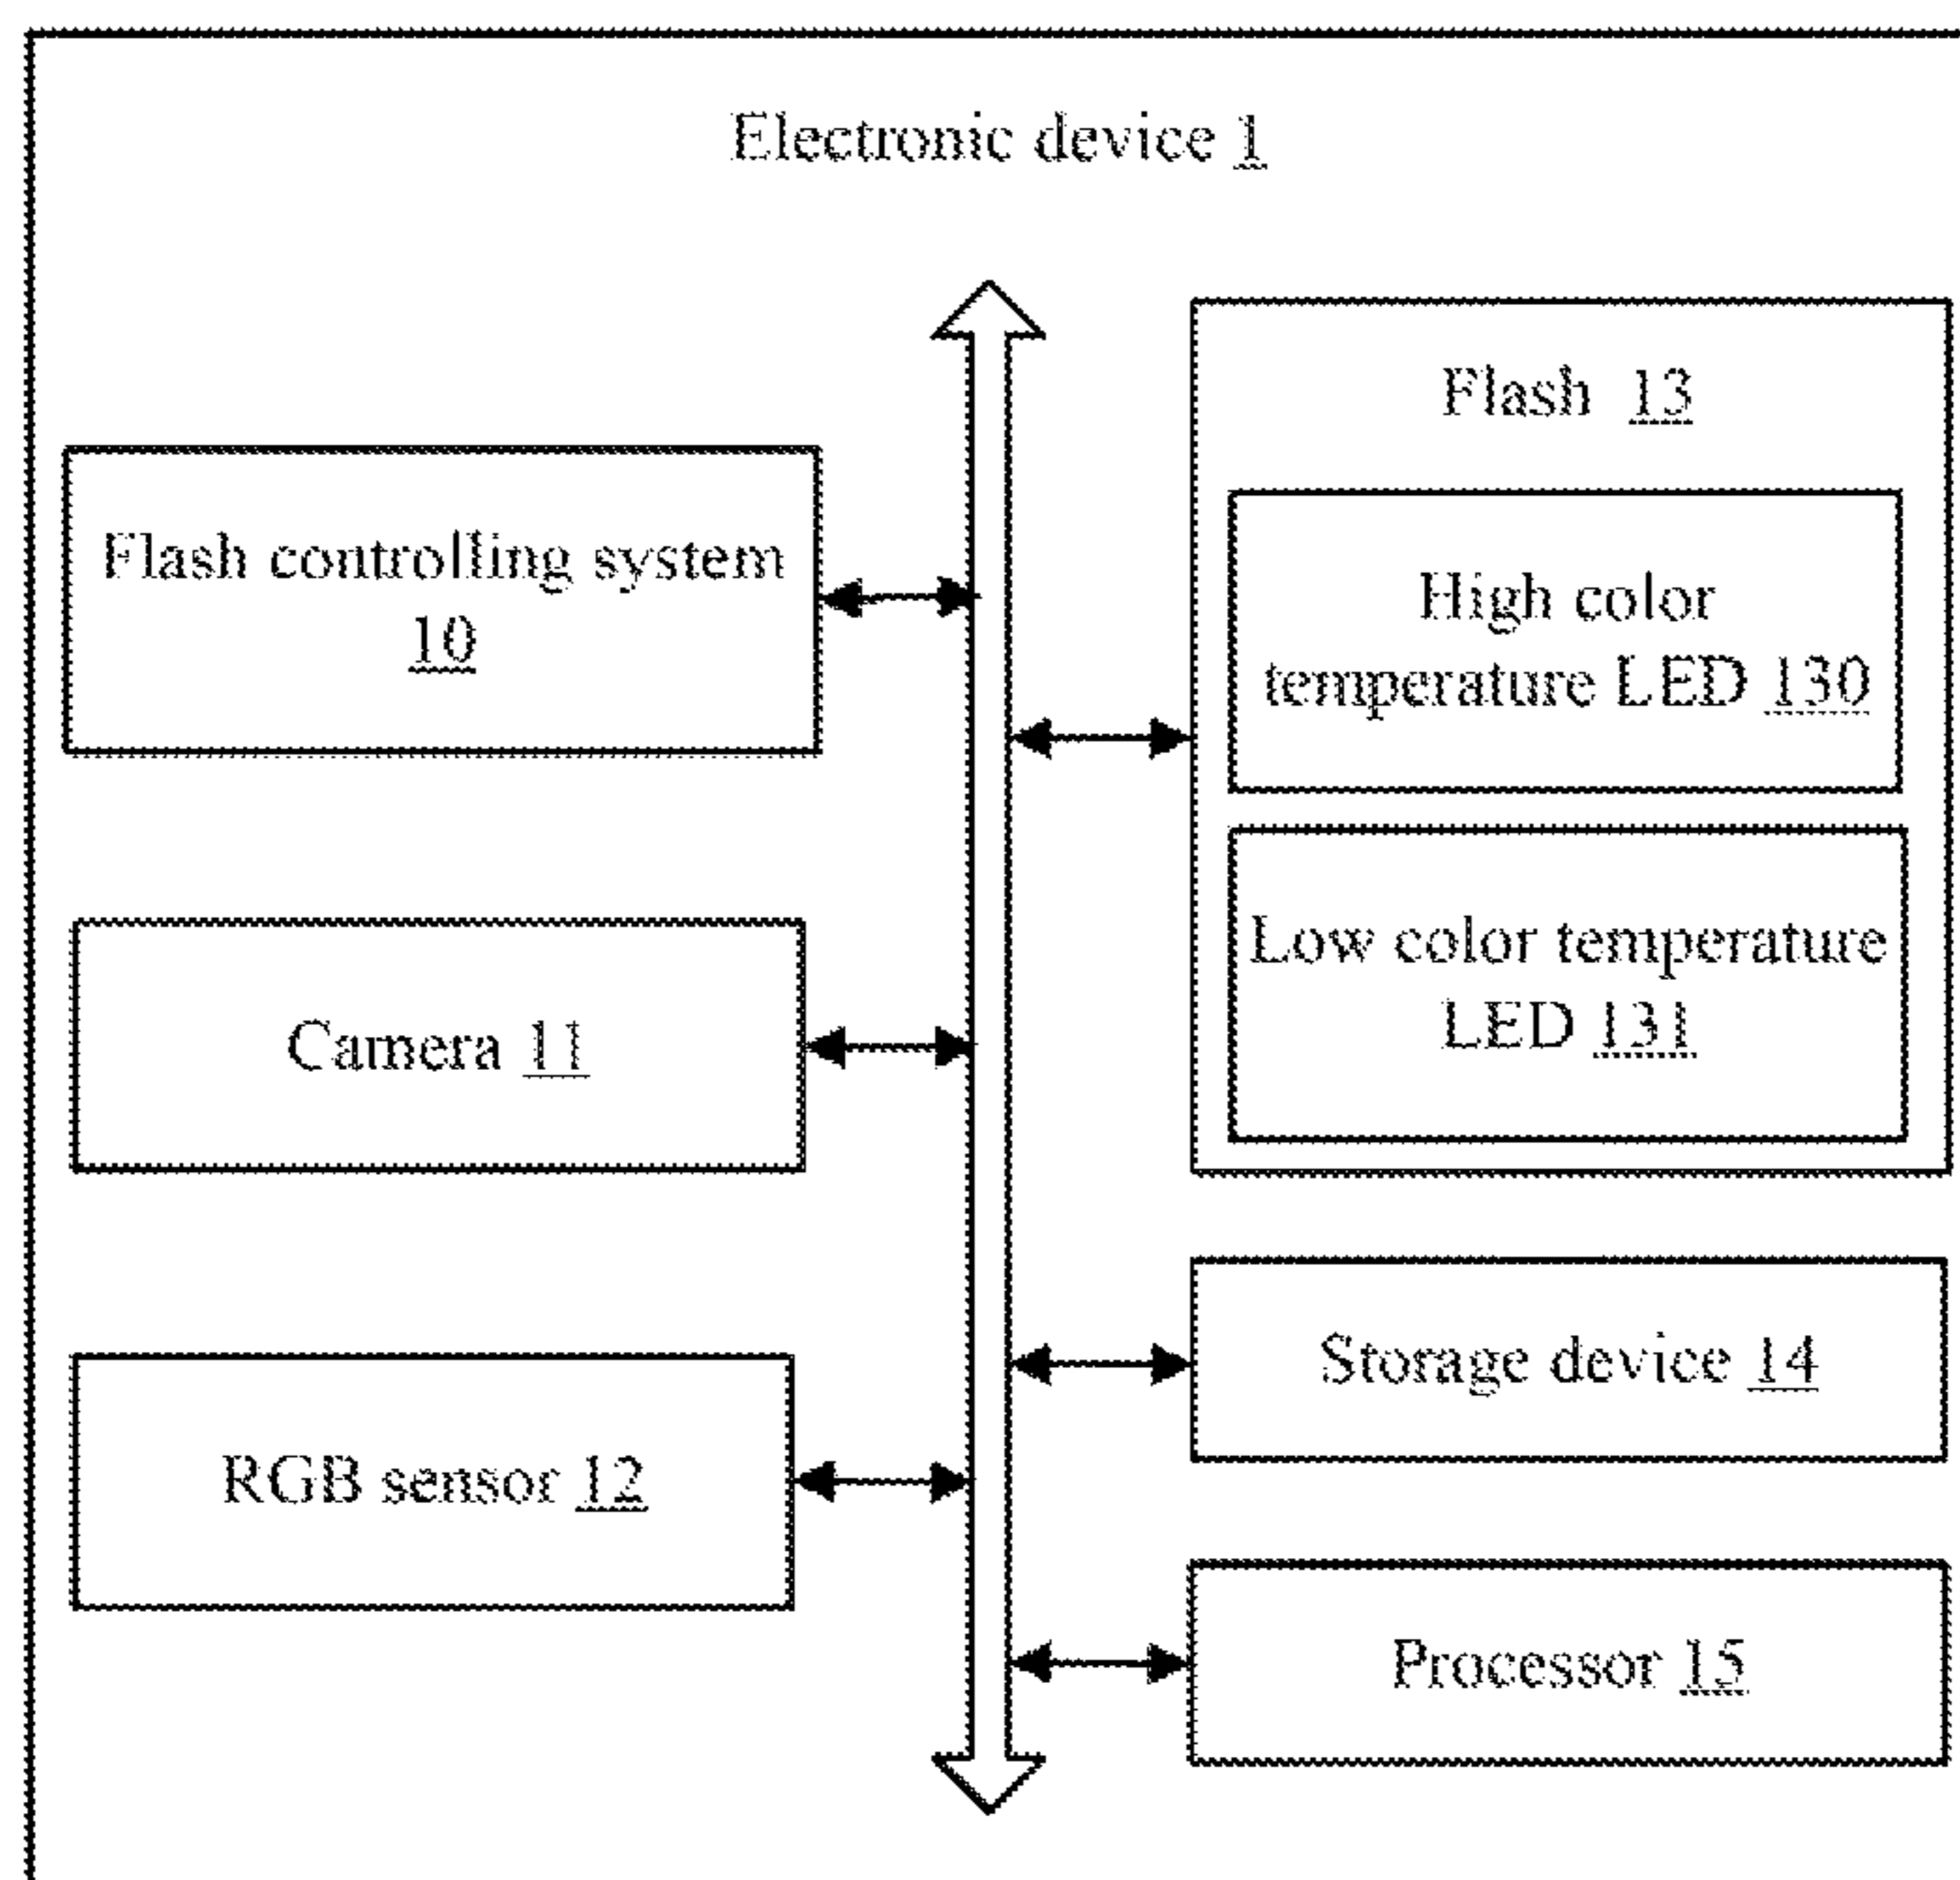 Electronic device 1
Flash controlling system
10
Camera 11
RGB sensor 12
Flash 13
High color
temperature LED 130
Low color temperature
LED 131
Storage device 14
Processor 15